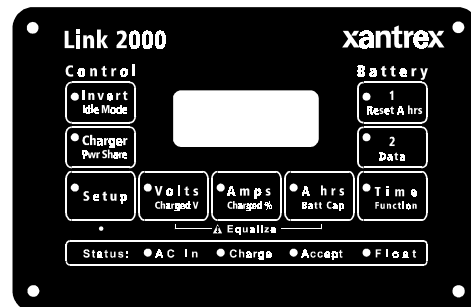 Link 2000 xantrex
Control Battery
Invert 1
Idle Mode Reset A hrs
Charger 2
Pwr Share Data
Setup Volts Amps A hrs Time
Charged V Charged % Batt Cap Function
⚠ Equalize
Status: AC In Charge Accept Float